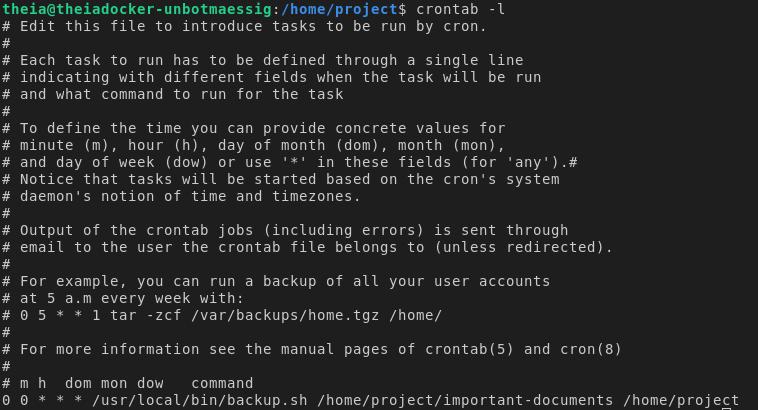 theia@theiadocker-unbotmaessig:/home/project$ crontab -l
# Edit this file to introduce tasks to be run by cron.
#
# Each task to run has to be defined through a single line
# indicating with different fields when the task will be run
# and what command to run for the task
#
# To define the time you can provide concrete values for
# minute (m), hour (h), day of month (dom), month (mon),
# and day of week (dow) or use '*' in these fields (for 'any').#
# Notice that tasks will be started based on the cron's system
# daemon's notion of time and timezones.
#
# Output of the crontab jobs (including errors) is sent through
# email to the user the crontab file belongs to (unless redirected).
#
# For example, you can run a backup of all your user accounts
# at 5 a.m every week with:
# 0 5 * * 1 tar -zcf /var/backups/home.tgz /home/
#
# For more information see the manual pages of crontab(5) and cron(8)
#
# m h  dom mon dow   command
0 0 * * * /usr/local/bin/backup.sh /home/project/important-documents /home/project